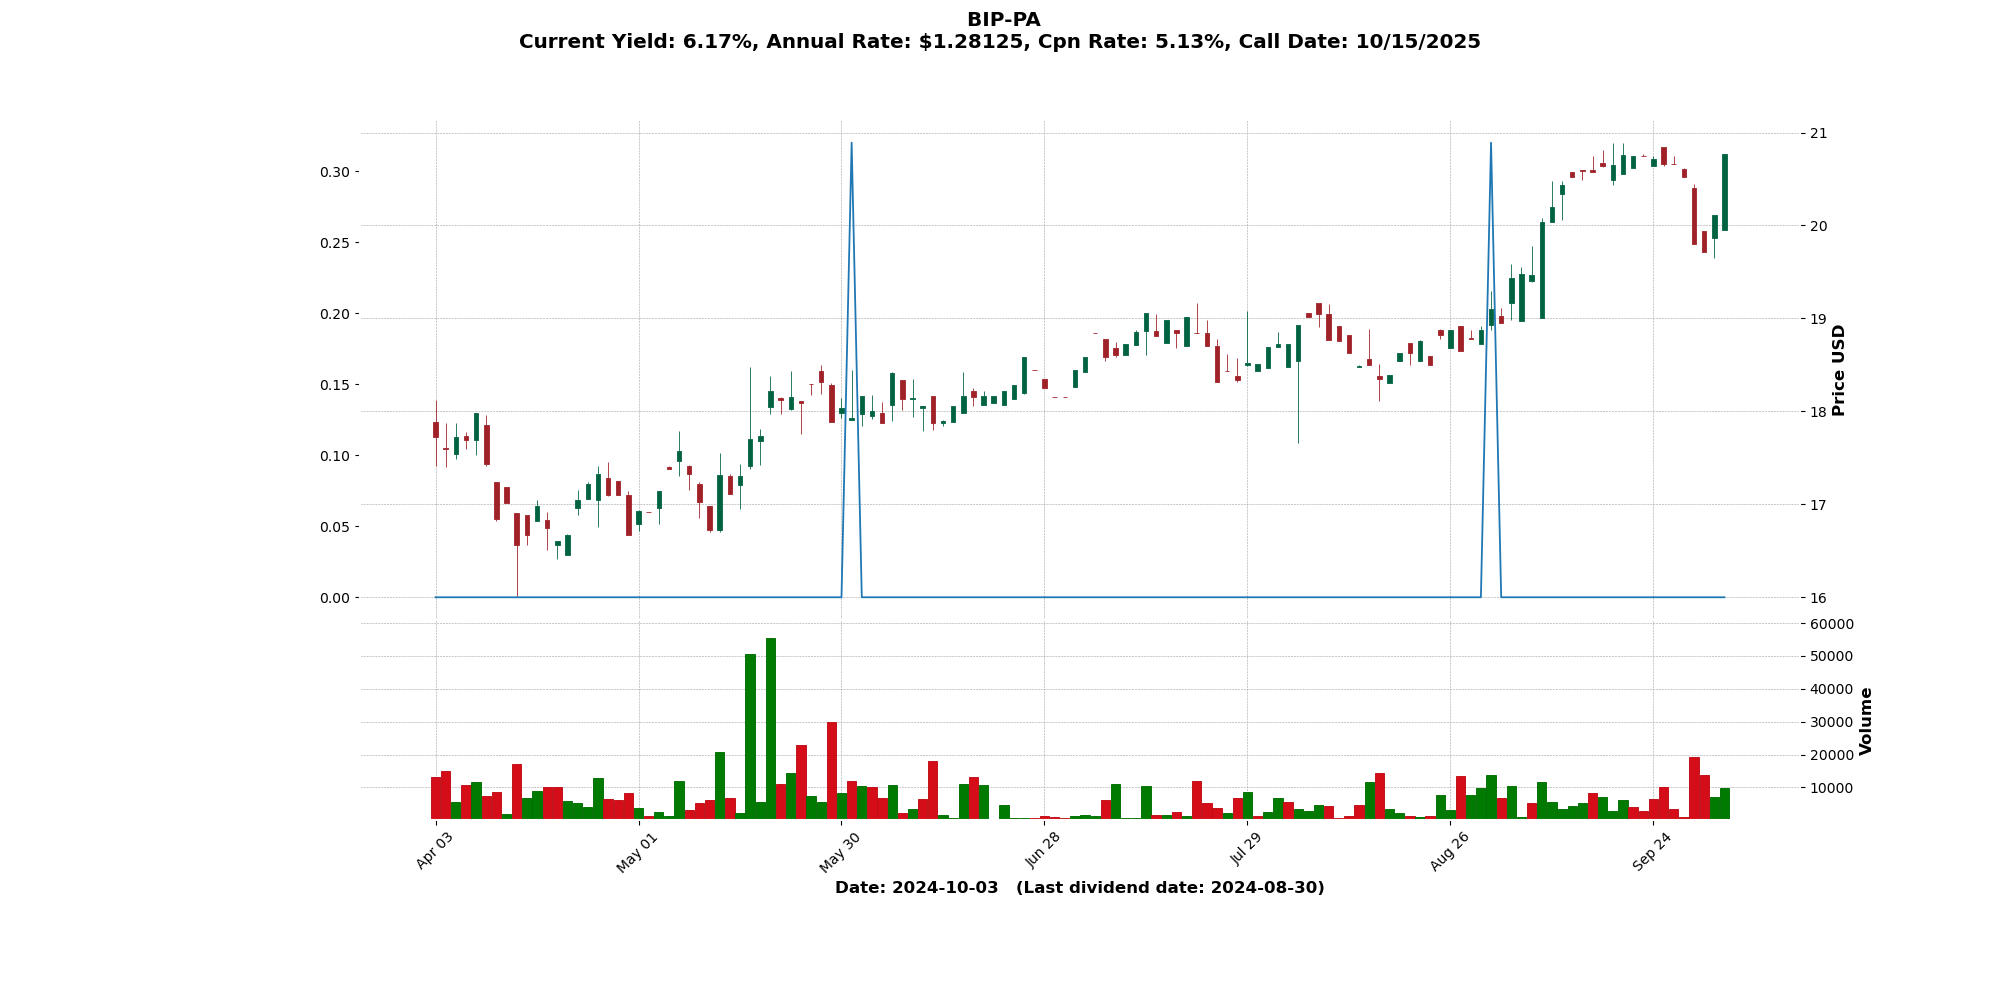 BIP-PA
Current Yield: 6.17%, Annual Rate: $1.28125, Cpn Rate: 5.13%, Call Date: 10/15/2025
0.30
0.25
0.20
0.15
0.10
0.05
0.00
21
20
19
18
17
16
Price USD
60000
50000
40000
30000
20000
10000
Volume
Apr 03
May 01
May 30
Jun 28
Jul 29
Aug 26
Sep 24
Date: 2024-10-03 (Last dividend date: 2024-08-30)